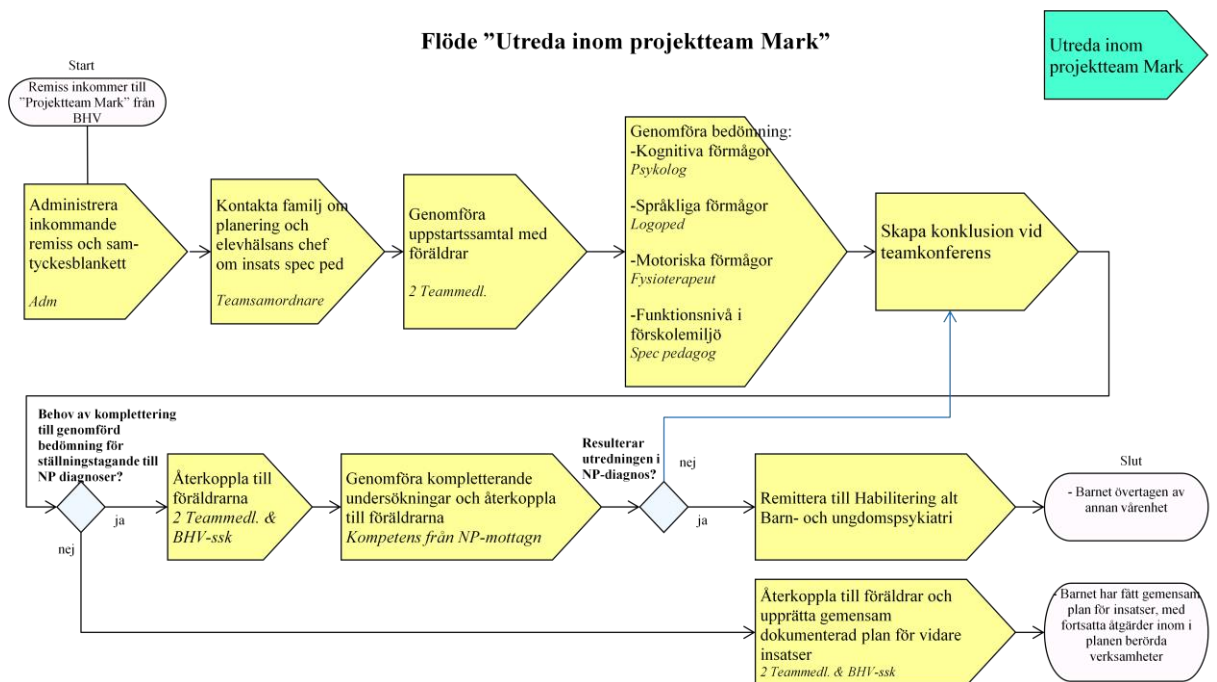 Flöde ”Utreda inom projektteam Mark”
Utreda inom
projektteam Mark
Start
Remiss inkommer till
”Projektteam Mark” från
BHV
Administrera
inkommande
remiss och sam-
tyckesblankett
Adm
Kontakta familj om
planering och
elevhälsans chef
om insats spec ped
Teamsamordnare
Genomföra
uppstartssamtal med
föräldrar
2 Teammedl.
Genomföra bedömning:
-Kognitiva förmågor
Psykolog
-Språkliga förmågor
Logoped
-Motoriska förmågor
Fysioterapeut
-Funktionsnivå i
förskolemiljö
Spec pedagog
Skapa konklusion vid
teamkonferens
Behov av komplettering
till genomförd
bedömning för
ställningstagande till
NP diagnoser?
ja
nej
Återkoppla till
föräldrarna
2 Teammedl. &
BHV-ssk
Genomföra kompletterande
undersökningar och återkoppla
till föräldrarna
Kompetens från NP-mottagn
Resulterar
utredningen i
NP-diagnos?
nej
ja
Remittera till Habilitering alt
Barn- och ungdomspsykiatri
Slut
- Barnet övertagen av
annan vårenhet
Återkoppla till föräldrar och
upprätta gemensam
dokumenterad plan för vidare
insatser
2 Teammedl. & BHV-ssk
- Barnet har fått gemensam
plan för insatser, med
fortsatta åtgärder inom i
planen berörda
verksamheter